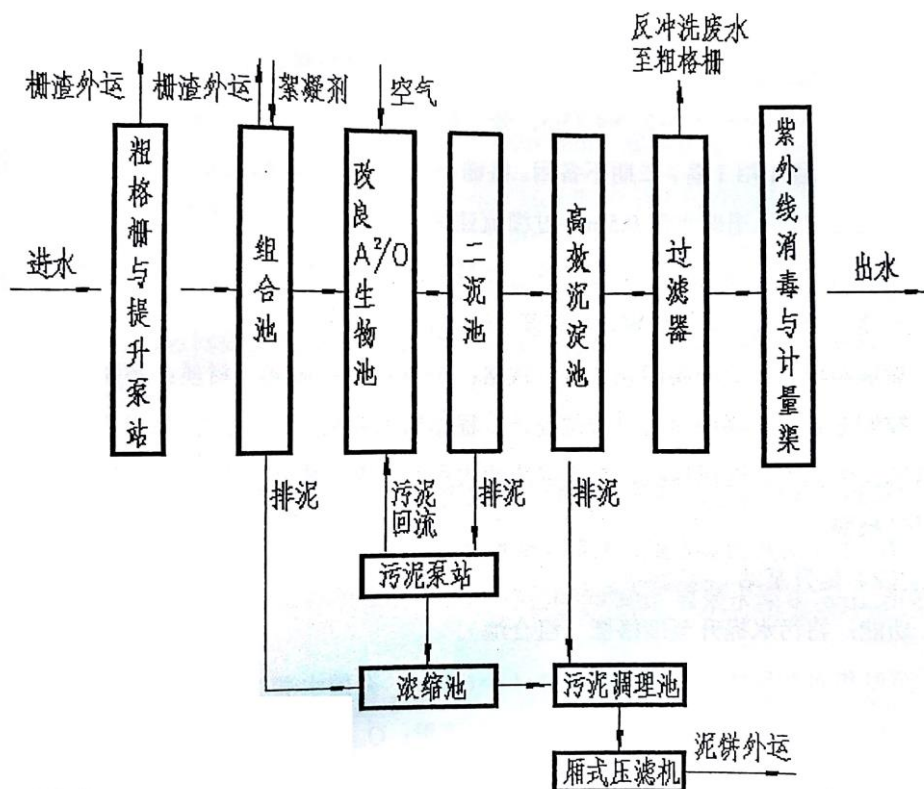 反冲洗废水
至粗格栅
栅渣外运
栅渣外运
絮凝剂
空气
进水
粗格栅与提升泵站
组合池
改良A²/O生物池
二沉池
高效沉淀池
过滤器
紫外线消毒与计量渠
出水
排泥
污泥
回流
排泥
排泥
污泥泵站
浓缩池
污泥调理池
厢式压滤机
泥饼外运